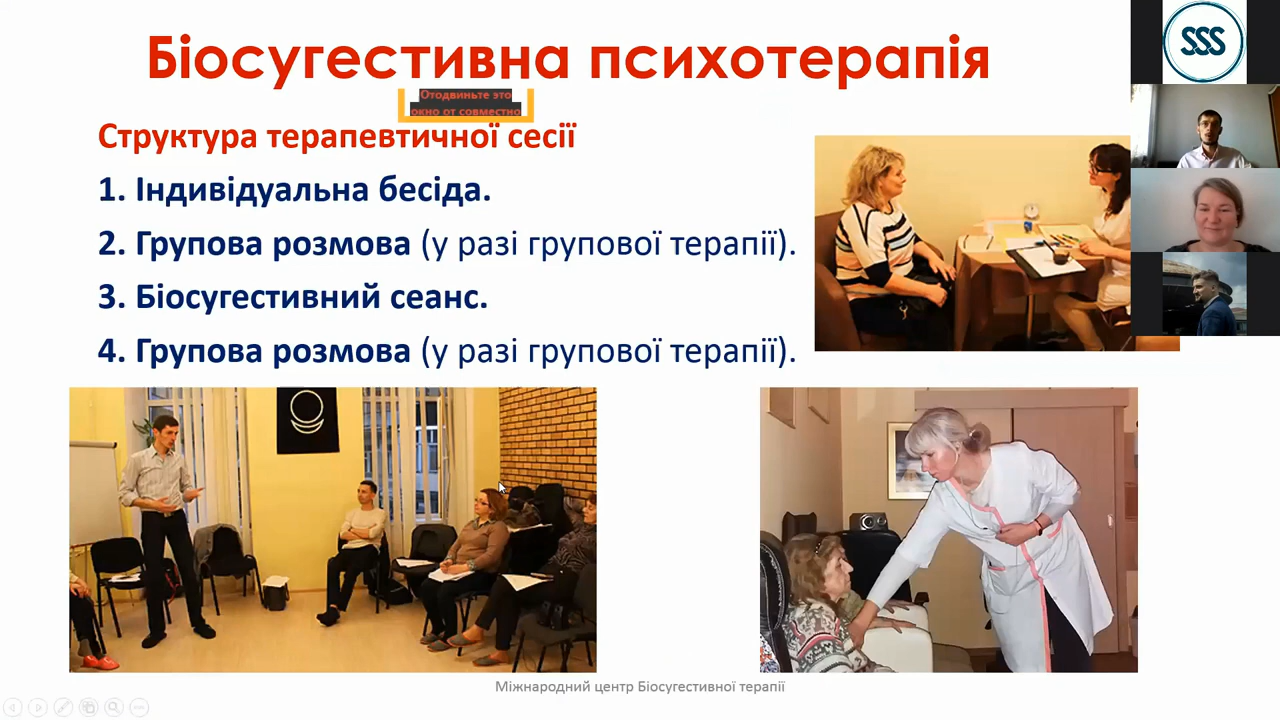 Біосугестивна психотерапія
SSS
Отодвиньте это
окно от совместно
Структура терапевтичної сесії
1. Індивідуальна бесіда.
2. Групова розмова (у разі групової терапії).
3. Біосугестивний сеанс.
4. Групова розмова (у разі групової терапії).
Міжнародний центр Біосугестивної терапії